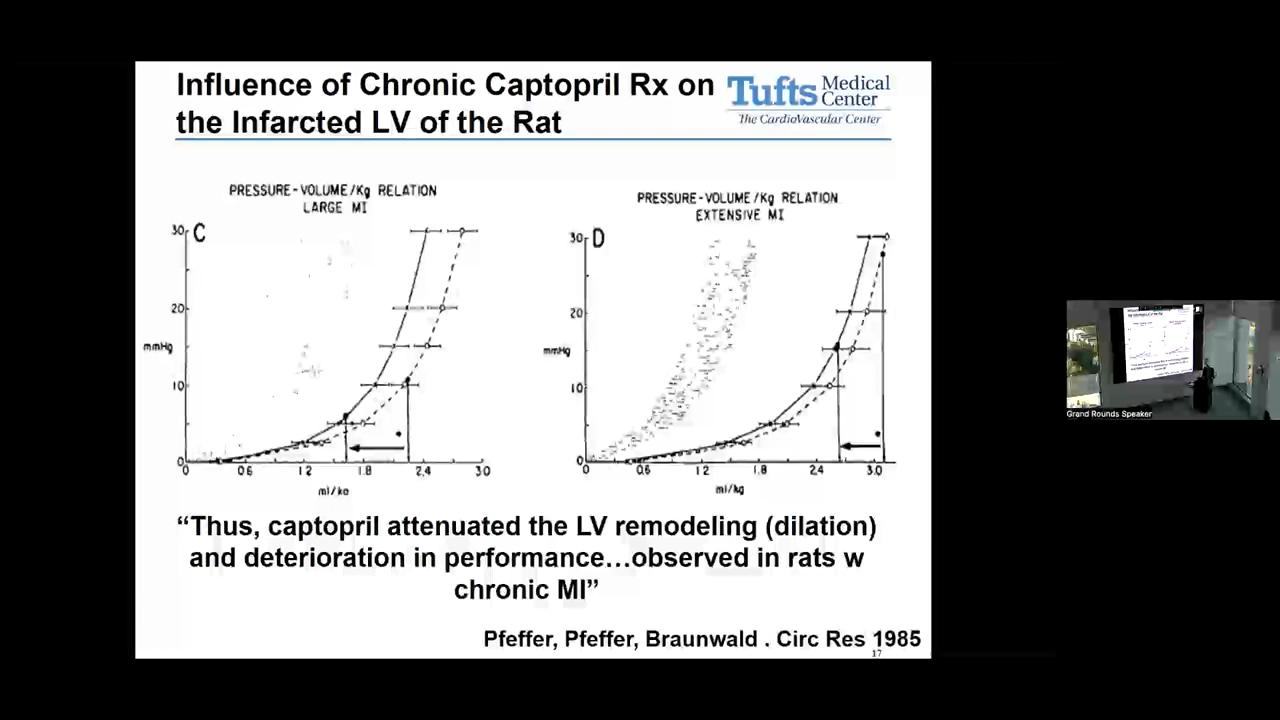 Influence of Chronic Captopril Rx on
the Infarcted LV of the Rat
Tufts Medical Center
The CardioVascular Center
PRESSURE-VOLUME/Kg RELATION
LARGE MI
C
30
20
10
0
mmHg
0 0.6 1.2 1.8 2.4 3.0
PRESSURE-VOLUME/Kg RELATION
EXTENSIVE MI
D
30
20
10
0
mmHg
0 0.6 1.2 1.8 2.4 3.0
ml/kg
“Thus, captopril attenuated the LV remodeling (dilation)
and deterioration in performance…observed in rats w
chronic MI”
Pfeffer, Pfeffer, Braunwald . Circ Res 1985
17
Grand Rounds Speaker